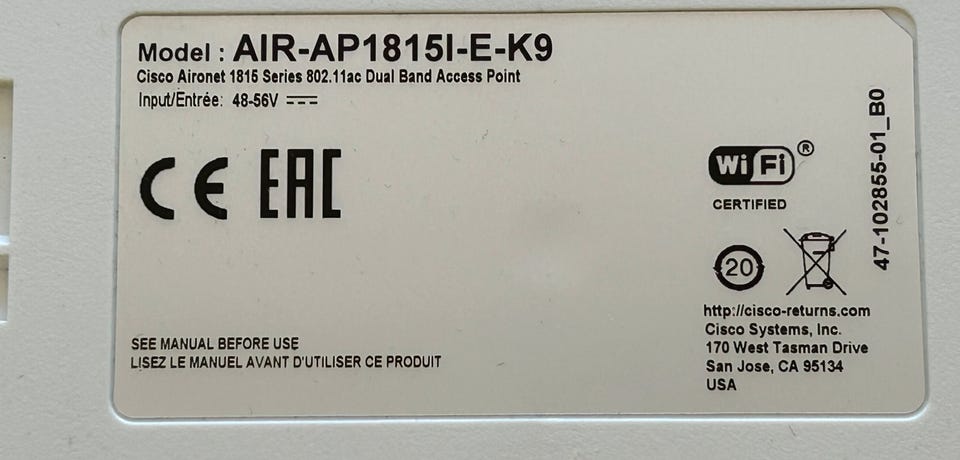 Model : AIR-AP1815I-E-K9
Cisco Aironet 1815 Series 802.11ac Dual Band Access Point
Input/Entrée: 48-56V
CE EAC
Wi Fi ®
CERTIFIED
47-102855-01_B0
20
http://cisco-returns.com
Cisco Systems, Inc.
170 West Tasman Drive
San Jose, CA 95134
USA
SEE MANUAL BEFORE USE
LISEZ LE MANUEL AVANT D'UTILISER CE PRODUIT